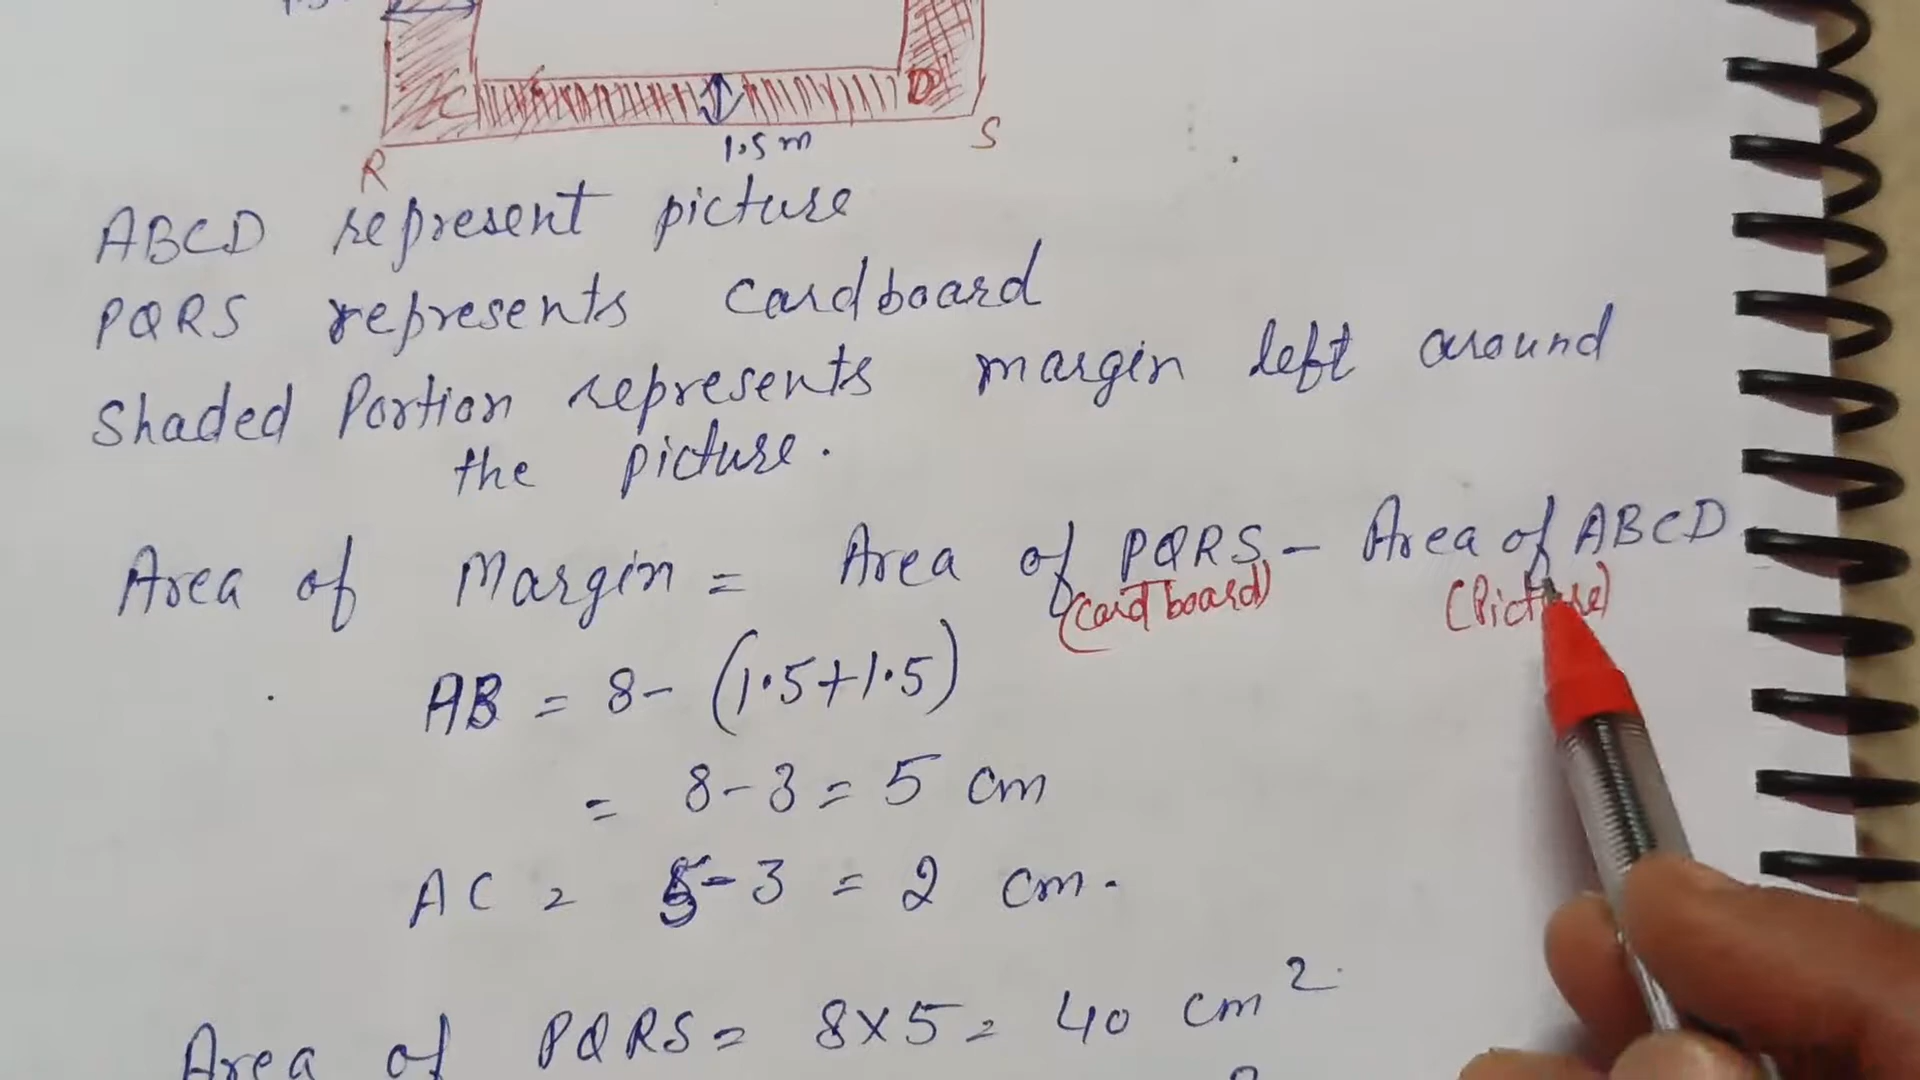 C D
1.5 m
R S
ABCD represent picture
PQRS represents Cardboard
Shaded Portion represents margin left around
the picture.
Area of Margin = Area of PQRS - Area of ABCD
(Cardboard) (Picture)
AB = 8 - (1.5+1.5)
= 8 - 3 = 5 cm
AC = 5 - 3 = 2 cm.
Area of PQRS = 8 x 5 = 40 cm²